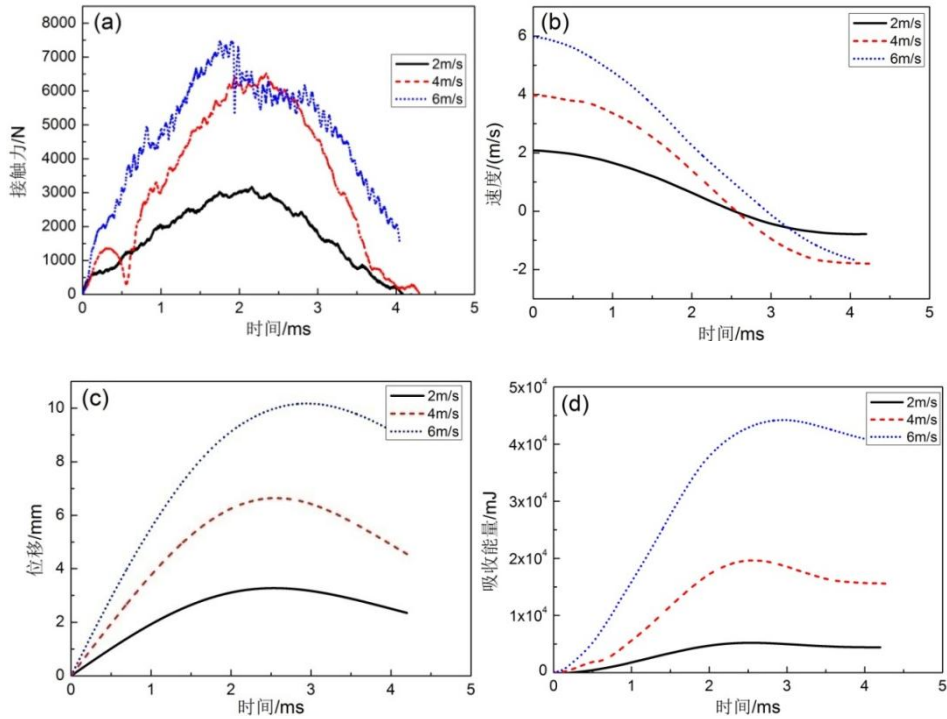 (a)
2m/s
4m/s
6m/s
8000
7000
6000
5000
4000
3000
2000
1000
0
接触力/N
0 1 2 3 4 5
时间/ms
(b)
2m/s
4m/s
6m/s
6
4
2
0
-2
速度/(m/s)
0 1 2 3 4 5
时间/ms
(c)
2m/s
4m/s
6m/s
10
8
6
4
2
0
位移/mm
0 1 2 3 4 5
时间/ms
(d)
2m/s
4m/s
6m/s
5x10⁴
4x10⁴
3x10⁴
2x10⁴
1x10⁴
0
吸收能量/mJ
0 1 2 3 4 5
时间/ms